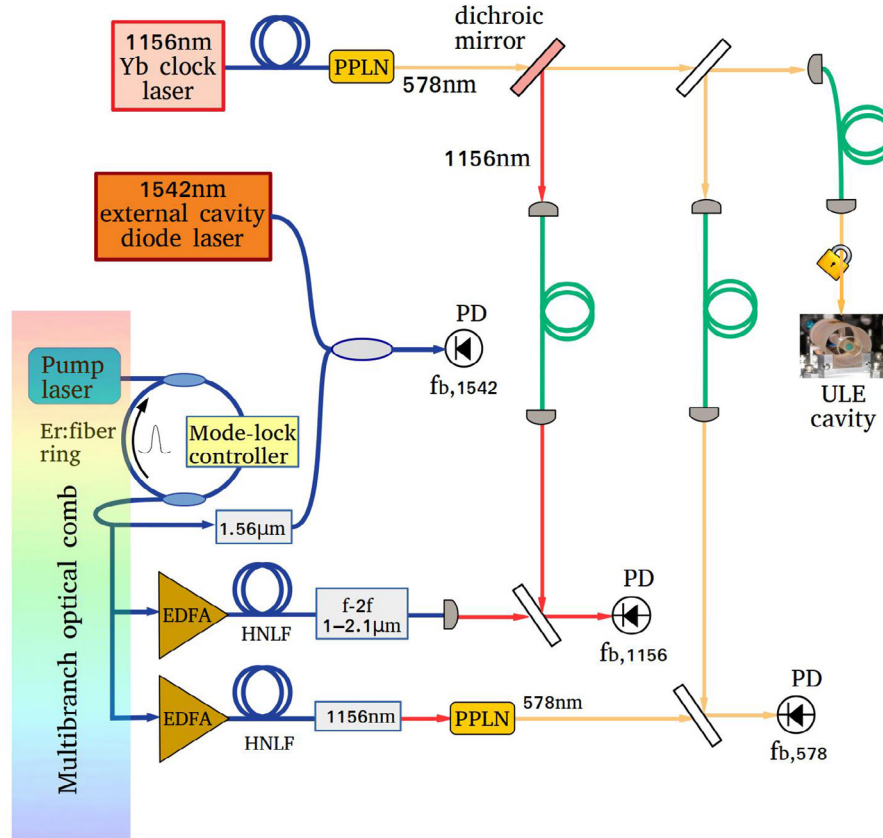 1156nm
Yb clock
laser
PPLN
578nm
dichroic
mirror
1156nm
1542nm
external cavity
diode laser
PD
fb,1542
ULE
cavity
Pump
laser
Er:fiber
ring
Mode-lock
controller
1.56µm
Multibranch optical comb
EDFA
HNLF
f-2f
1–2.1µm
PD
fb,1156
EDFA
HNLF
1156nm
PPLN
578nm
PD
fb,578